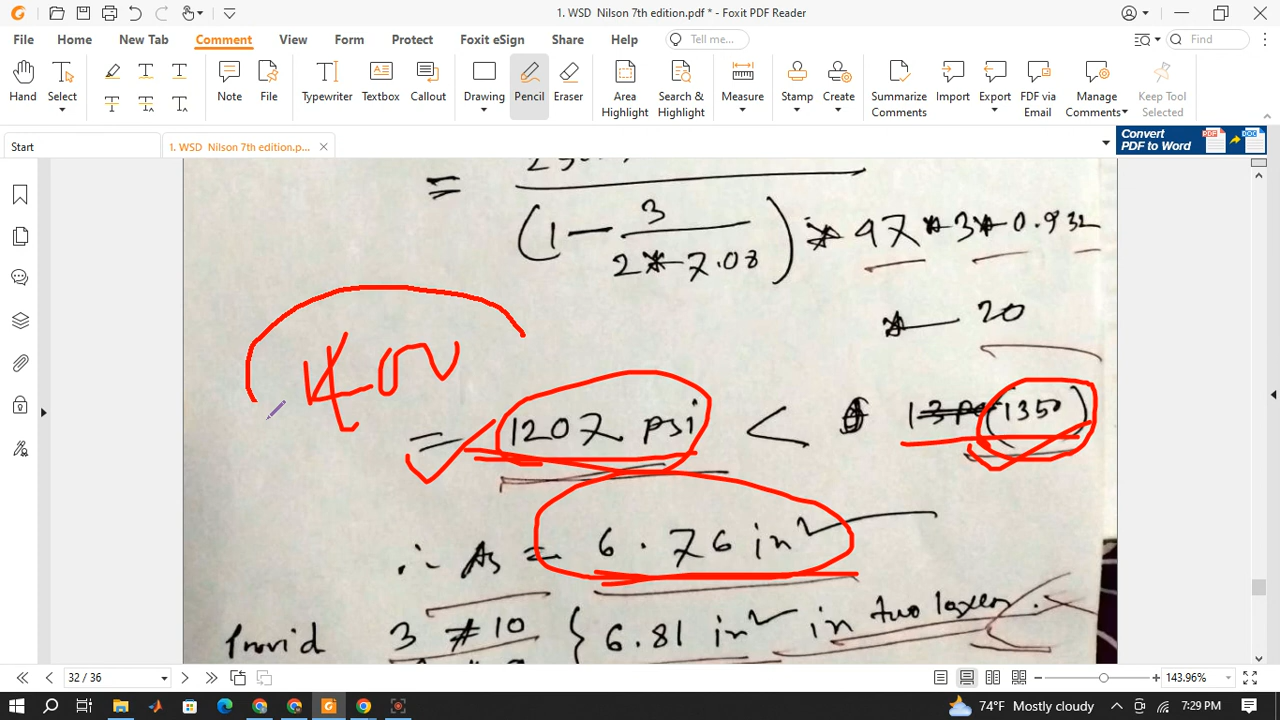 1. WSD Nilson 7th edition.pdf * - Foxit PDF Reader
File Home New Tab Comment View Form Protect Foxit eSign Share Help Tell me... Find
Hand Select Note File Typewriter Textbox Callout Drawing Pencil Eraser Area Highlight Search & Highlight Measure Stamp Create Summarize Comments Import Export FDF via Email Manage Comments Keep Tool Selected
Start 1. WSD Nilson 7th edition.p...
Convert PDF to Word
=
(1 - 3 / 2 * 7.08) * 97 * 3 * 0.932
* 20
= 1207 psi < (1350)
∴ As = 6.76 in²
Provid 3 #10 { 6.81 in² in two layers.
32 / 36 143.96%
74°F Mostly cloudy 7:29 PM